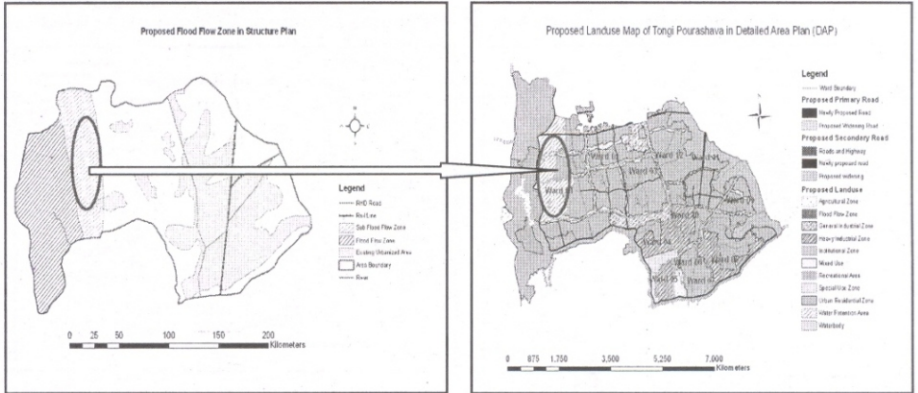 Proposed Flood Flow Zone in Structure Plan
Legend
RHD Road
Rail Line
Sub Flood Flow Zone
Flood Flow Zone
Existing Urbanized Area
Area Boundary
River
0 25 50 100 150 200
Kilometers
Proposed Landuse Map of Tongi Pourashava in Detailed Area Plan (DAP)
Legend
Ward Boundary
Proposed Primary Road
Newly Proposed Road
Proposed Widening Road
Proposed Secondary Road
Roads and Highway
Newly proposed road
Proposed widening
Proposed Landuse
Agricultural Zone
Flood Flow Zone
General Industrial Zone
Heavy Industrial Zone
Institutional Zone
Mixed Use
Recreational Area
Special Use Zone
Urban Residential Zone
Water Retention Area
Waterbody
Ward
Ward
Ward
Ward
0 875 1,750 3,500 5,250 7,000
Kilometers